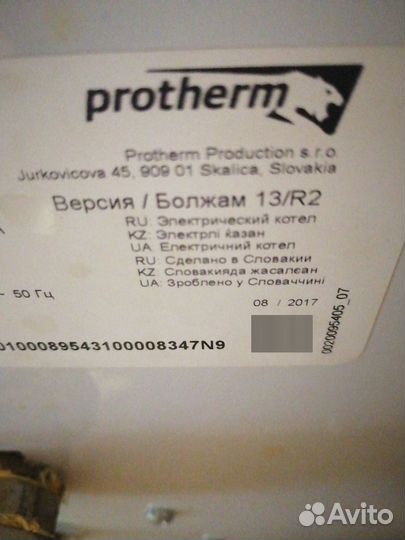 protherm
Protherm Production s.r.o
Jurkovicova 45, 909 01 Skalica, Slovakia
Версия / Болжам 13/R2
RU: Электрический котел
KZ: Электрлі қазан
UA: Електричний котел
RU: Сделано в Словакии
KZ: Словакияда жасалған
UA: Зроблено у Словаччині
50 Гц
08 / 2017
0020095405_07
0100089543100008347N9
Avito